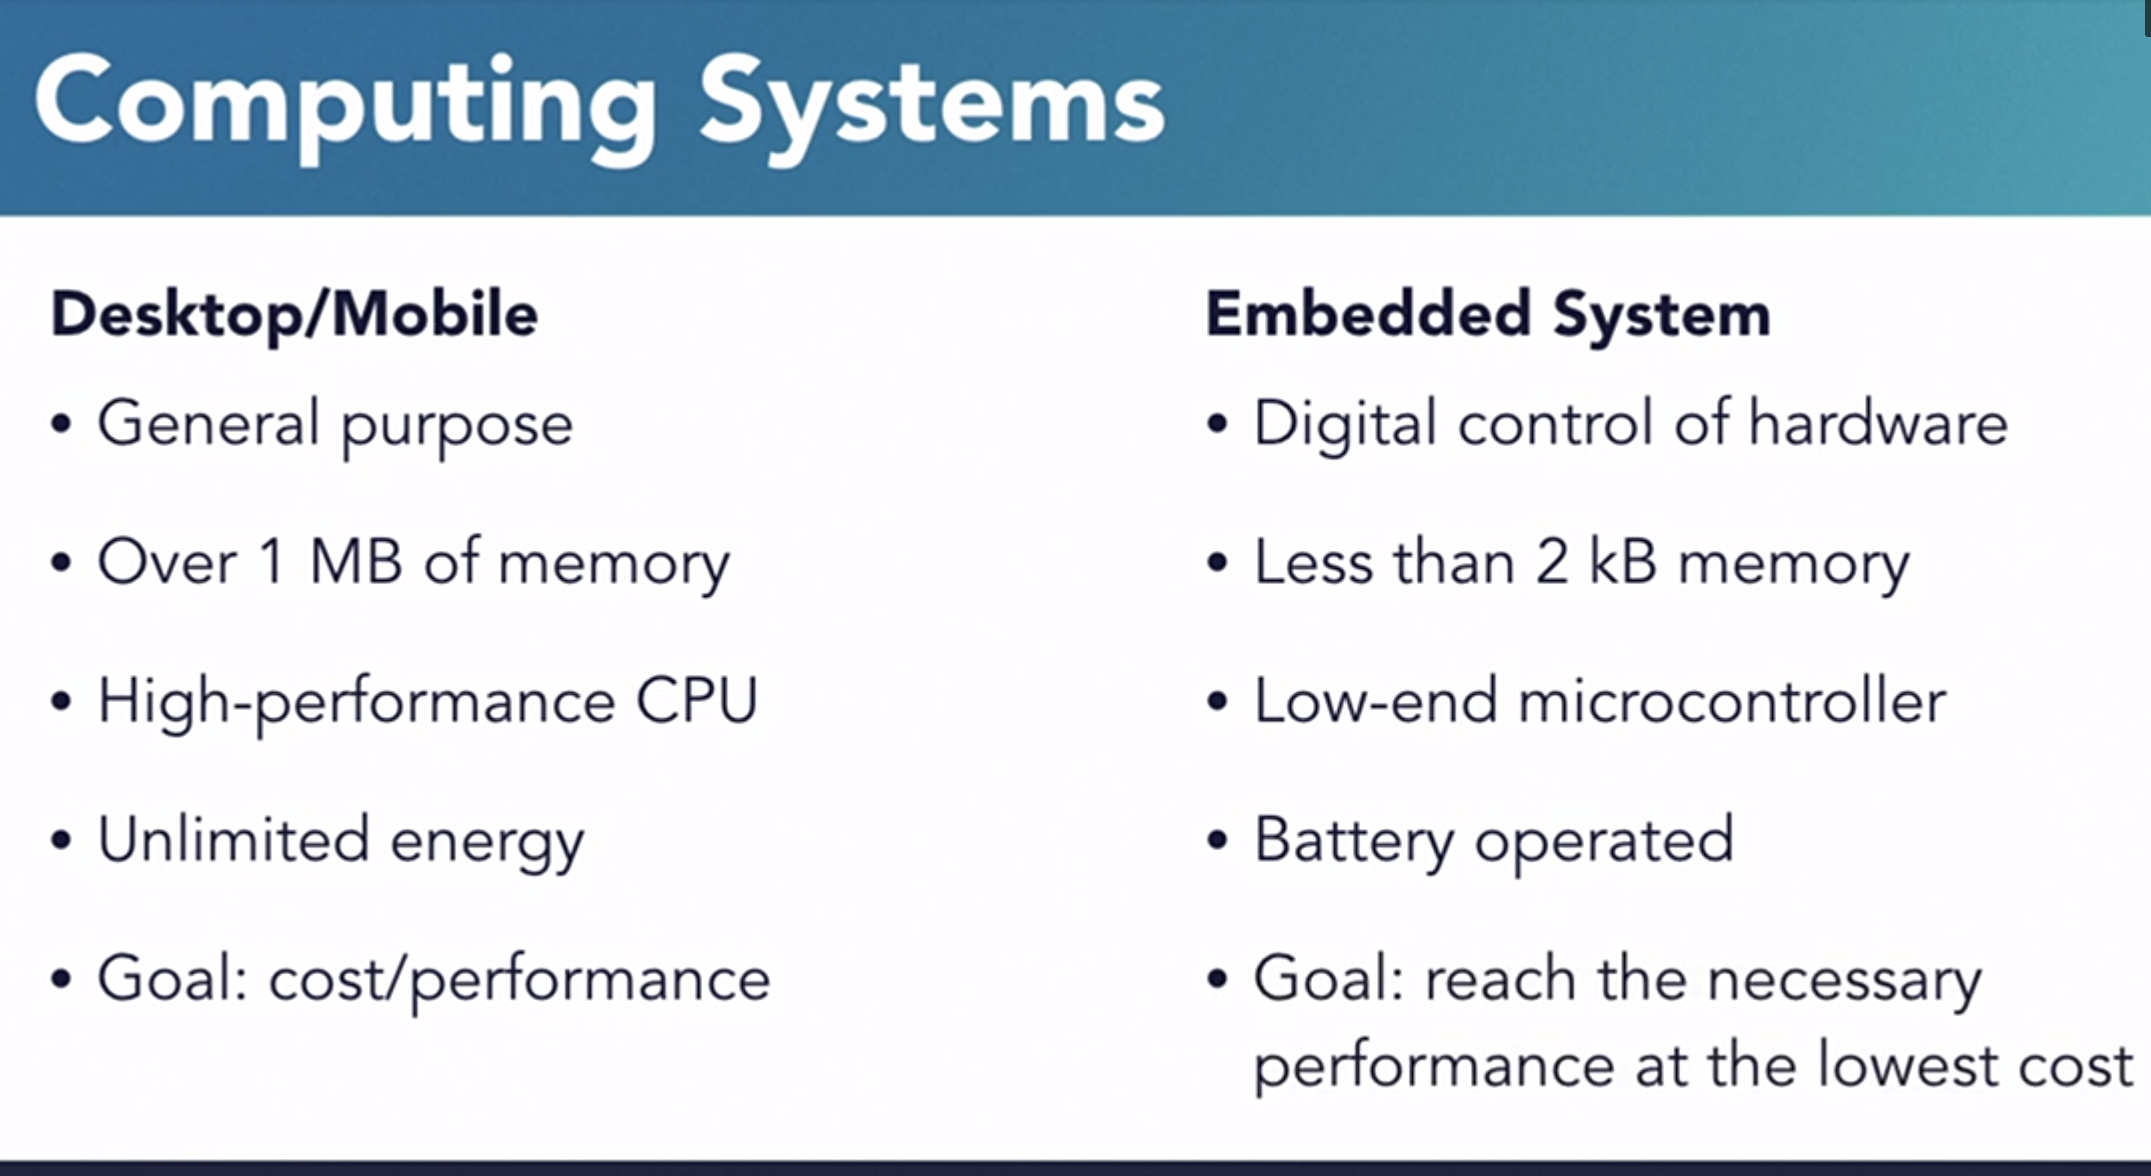 Computing Systems
Desktop/Mobile
• General purpose
• Over 1 MB of memory
• High-performance CPU
• Unlimited energy
• Goal: cost/performance
Embedded System
• Digital control of hardware
• Less than 2 kB memory
• Low-end microcontroller
• Battery operated
• Goal: reach the necessary
performance at the lowest cost